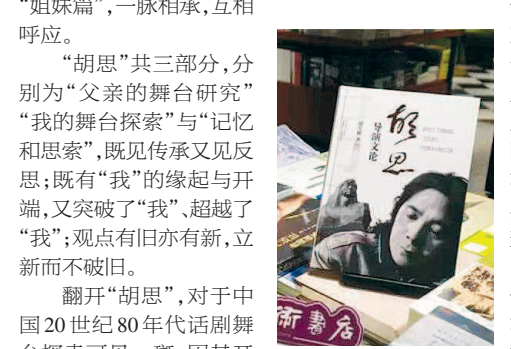 “姐妹篇”,一脉相承,互相
呼应。
“胡思”共三部分,分
别为“父亲的舞台研究”
“我的舞台探索”与“记忆
和思索”,既见传承又见反
思;既有“我”的缘起与开
端,又突破了“我”、超越了
“我”;观点有旧亦有新,立
新而不破旧。
翻开“胡思”,对于中
国20世纪80年代话剧舞
胡思
导演文论
術書店